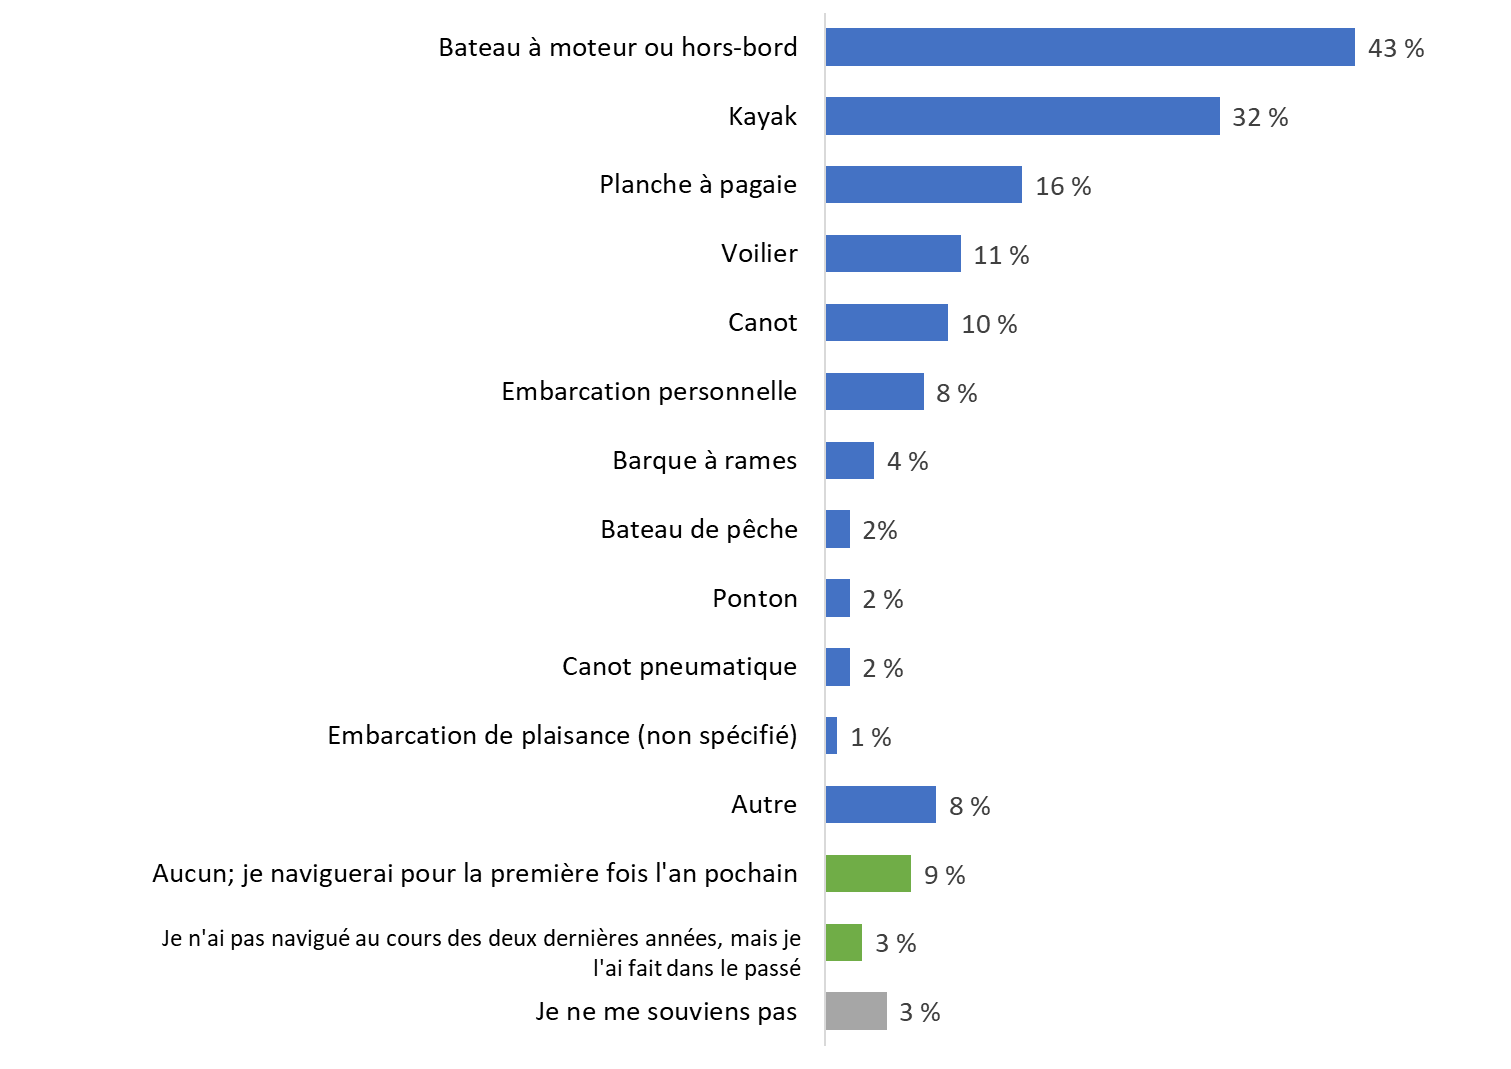 Bateau à moteur ou hors-bord 43 %
Kayak 32 %
Planche à pagaie 16 %
Voilier 11 %
Canot 10 %
Embarcation personnelle 8 %
Barque à rames 4 %
Bateau de pêche 2%
Ponton 2 %
Canot pneumatique 2 %
Embarcation de plaisance (non spécifié) 1 %
Autre 8 %
Aucun; je naviguerai pour la première fois l'an pochain 9 %
Je n'ai pas navigué au cours des deux dernières années, mais je
l'ai fait dans le passé 3 %
Je ne me souviens pas 3 %